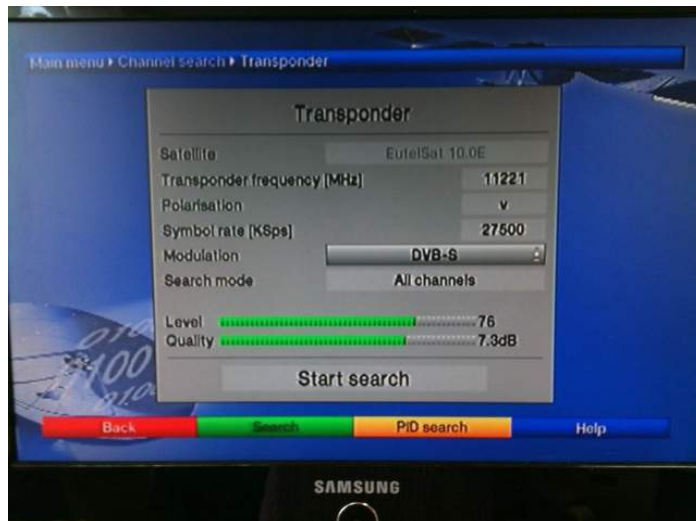 Main menu ▸ Channel search ▸ Transponder
Transponder
Satellite EutelSat 10.0E
Transponder frequency [MHz] 11221
Polarisation v
Symbol rate [KSps] 27500
Modulation DVB-S
Search mode All channels
Level 76
Quality 7.3dB
Start search
Back Search PID search Help
SAMSUNG